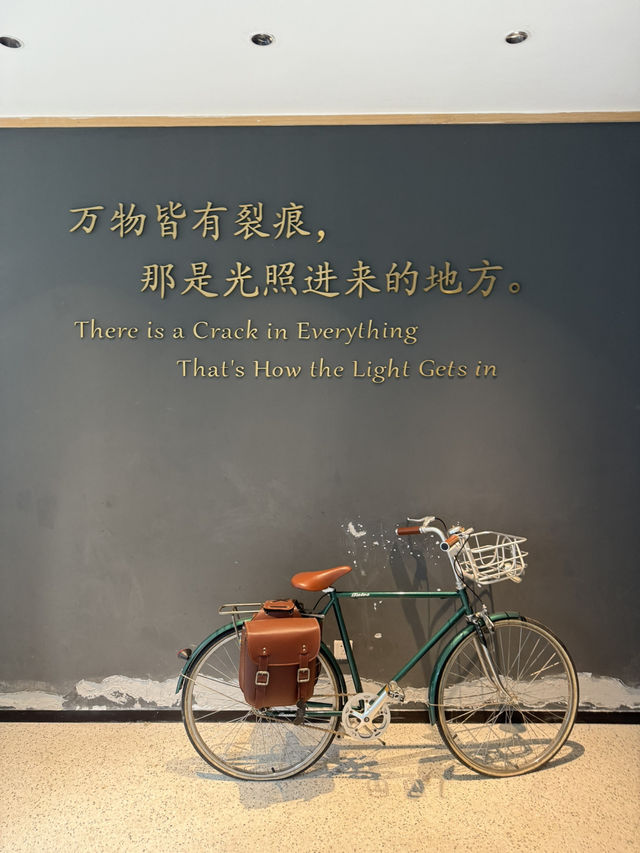 万物皆有裂痕，
那是光照进来的地方。
There is a Crack in Everything
That's How the Light Gets in